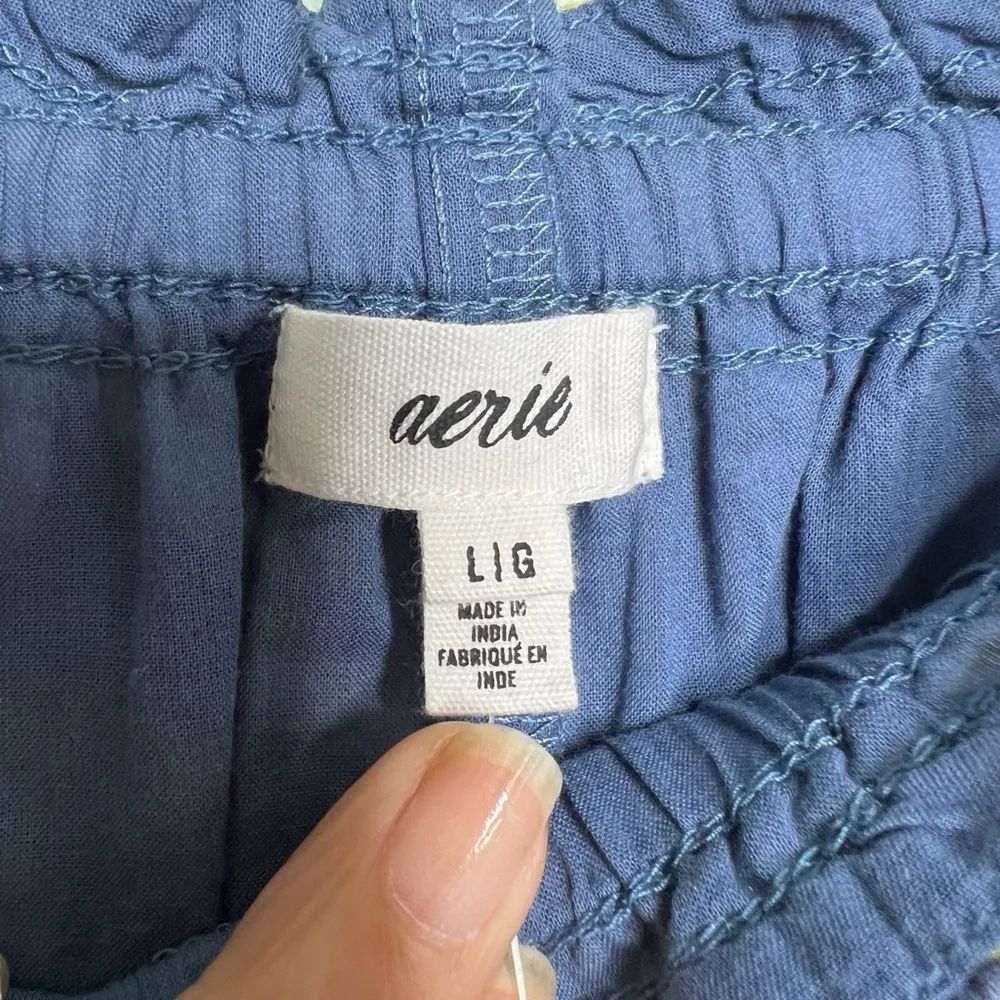 aerie
L|G
MADE IN
INDIA
FABRIQUÉ EN
INDE